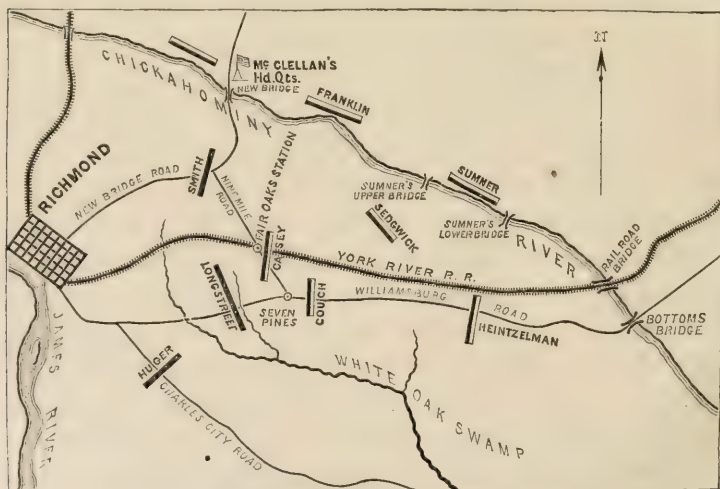 N
CHICKAHOMINY
RIVER
McCLELLAN'S
Hd. Qts.
NEW BRIDGE
FRANKLIN
RICHMOND
NEW BRIDGE ROAD
SMITH
NINE MILE
ROAD
FAIR OAKS STATION
CASSEY
SEDGWICK
SUMNER'S
UPPER BRIDGE
SUMNER
SUMNER'S
LOWER BRIDGE
RAILROAD
BRIDGE
YORK RIVER R.R.
WILLIAMSBURG
ROAD
LONGSTREET
SEVEN
PINES
COUCH
HEINTZELMAN
BOTTOMS
BRIDGE
JAMES
RIVER
HUGER
CHARLES CITY ROAD
WHITE
OAK SWAMP